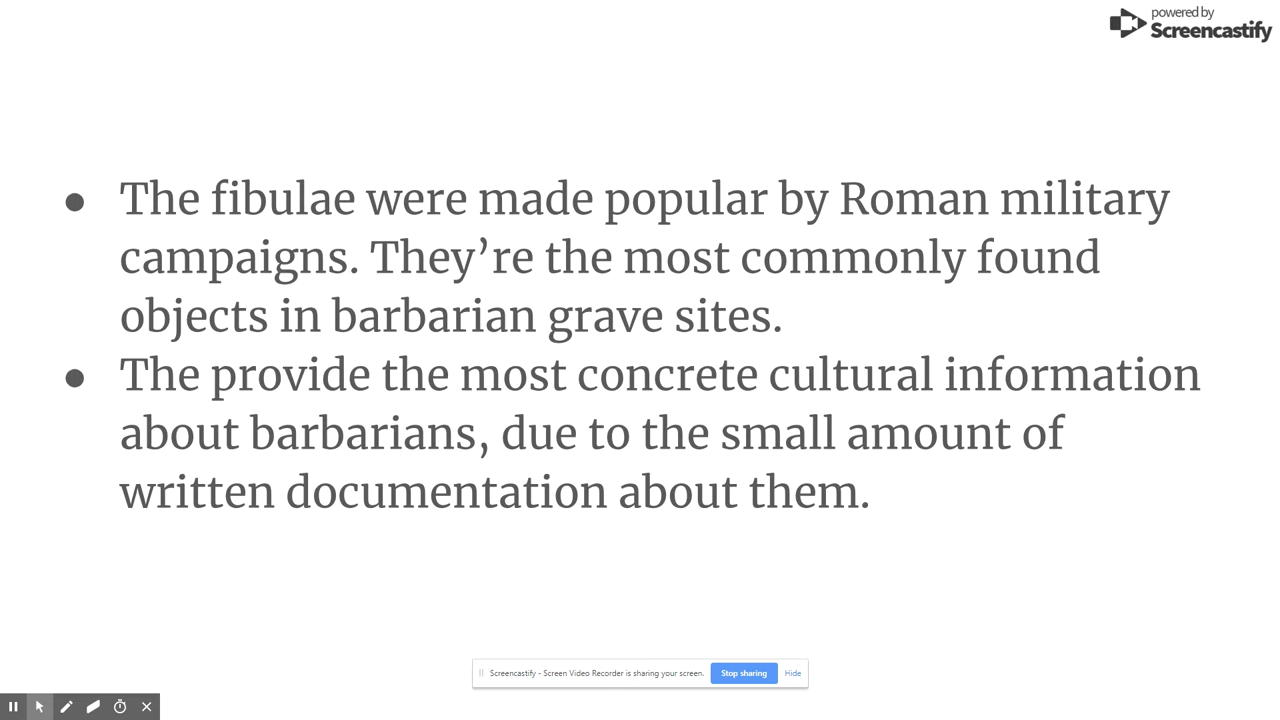 powered by
Screencastify
● The fibulae were made popular by Roman military
campaigns. They’re the most commonly found
objects in barbarian grave sites.
● The provide the most concrete cultural information
about barbarians, due to the small amount of
written documentation about them.
Screencastify - Screen Video Recorder is sharing your screen. Stop sharing Hide